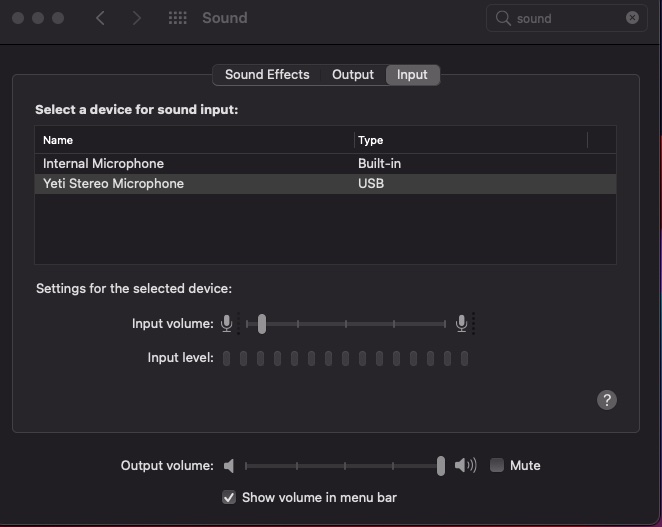 Sound
sound
Sound Effects Output Input
Select a device for sound input:
Name Type
Internal Microphone Built-in
Yeti Stereo Microphone USB
Settings for the selected device:
Input volume:
Input level:
?
Output volume: Mute
Show volume in menu bar